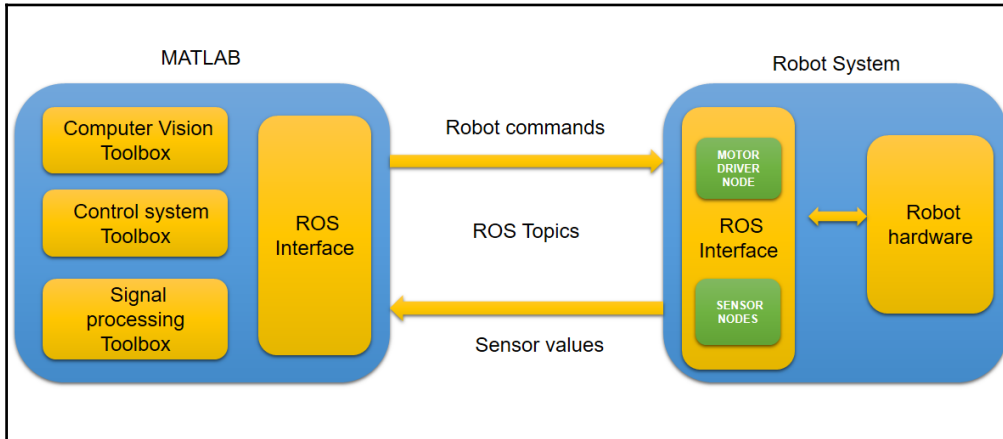 MATLAB
Computer Vision
Toolbox
Control system
Toolbox
Signal
processing
Toolbox
ROS
Interface
Robot commands
ROS Topics
Sensor values
Robot System
MOTOR
DRIVER
NODE
ROS
Interface
SENSOR
NODES
Robot
hardware